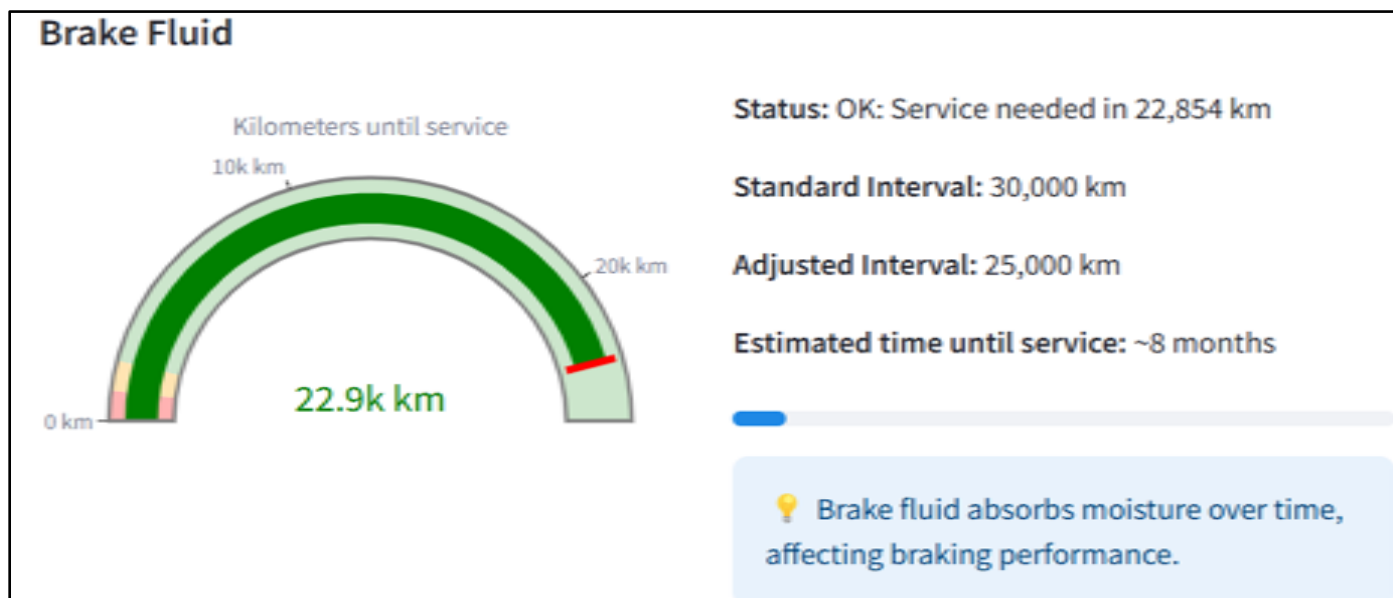 Brake Fluid
Kilometers until service
10k km
20k km
0 km
22.9k km
Status: OK: Service needed in 22,854 km
Standard Interval: 30,000 km
Adjusted Interval: 25,000 km
Estimated time until service: ~8 months
💡 Brake fluid absorbs moisture over time,
affecting braking performance.